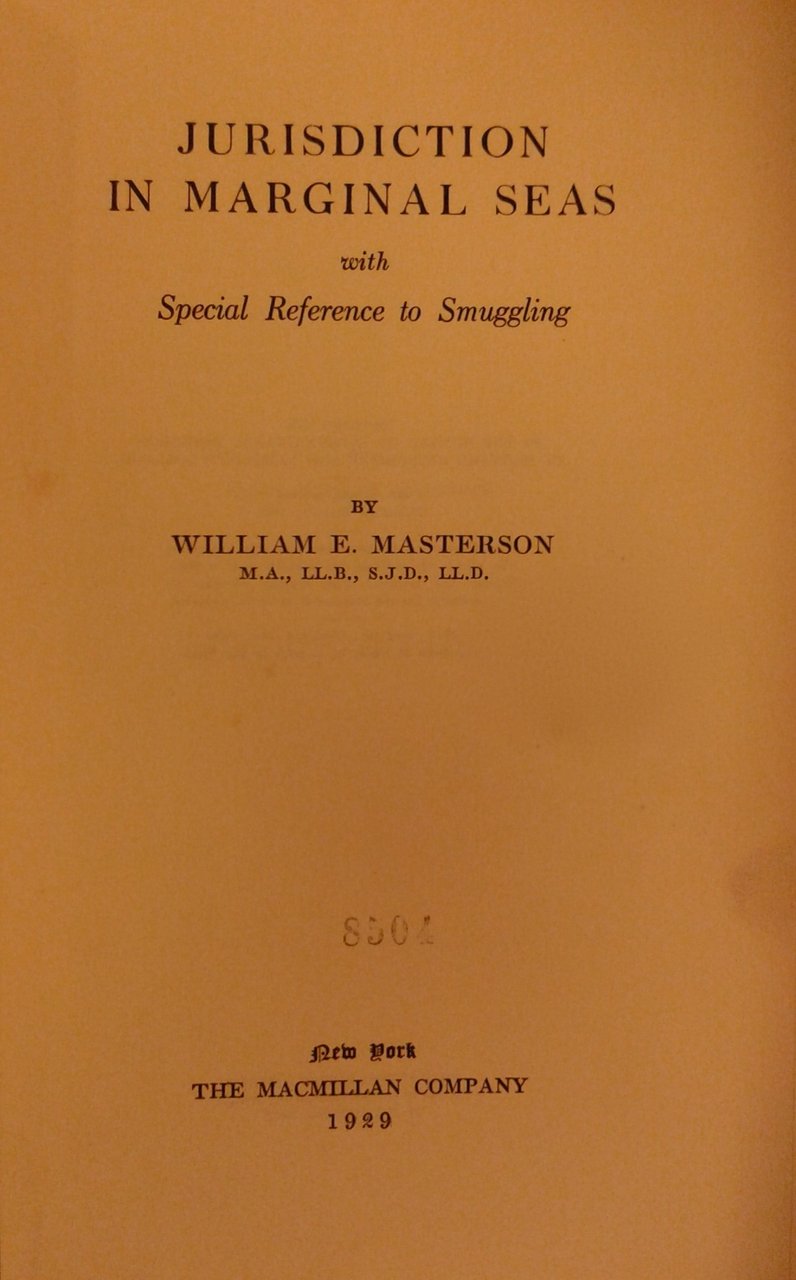 JURISDICTION
IN MARGINAL SEAS
with
Special Reference to Smuggling
BY
WILLIAM E. MASTERSON
M.A., LL.B., S.J.D., LL.D.
New York
THE MACMILLAN COMPANY
1929